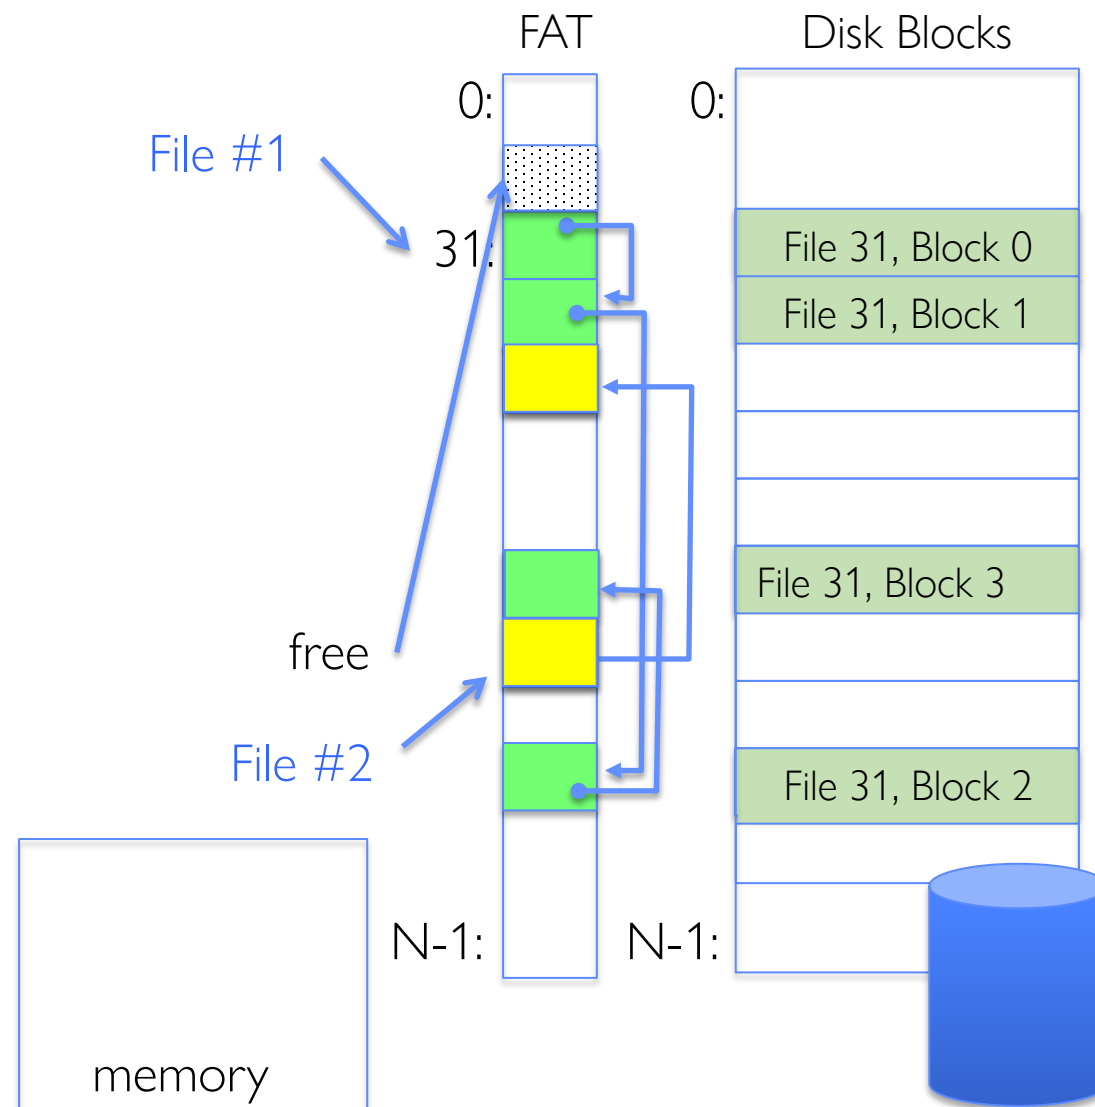 FAT
Disk Blocks
0:
0:
File #1
31:
File 31, Block 0
File 31, Block 1
File 31, Block 3
free
File #2
File 31, Block 2
N-1:
N-1:
memory